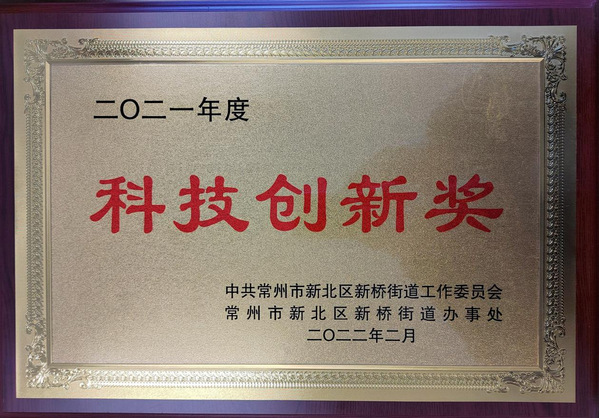 二〇二一年度
科技创新奖
中共常州市新北区新桥街道工作委员会
常州市新北区新桥街道办事处
二〇二二年二月